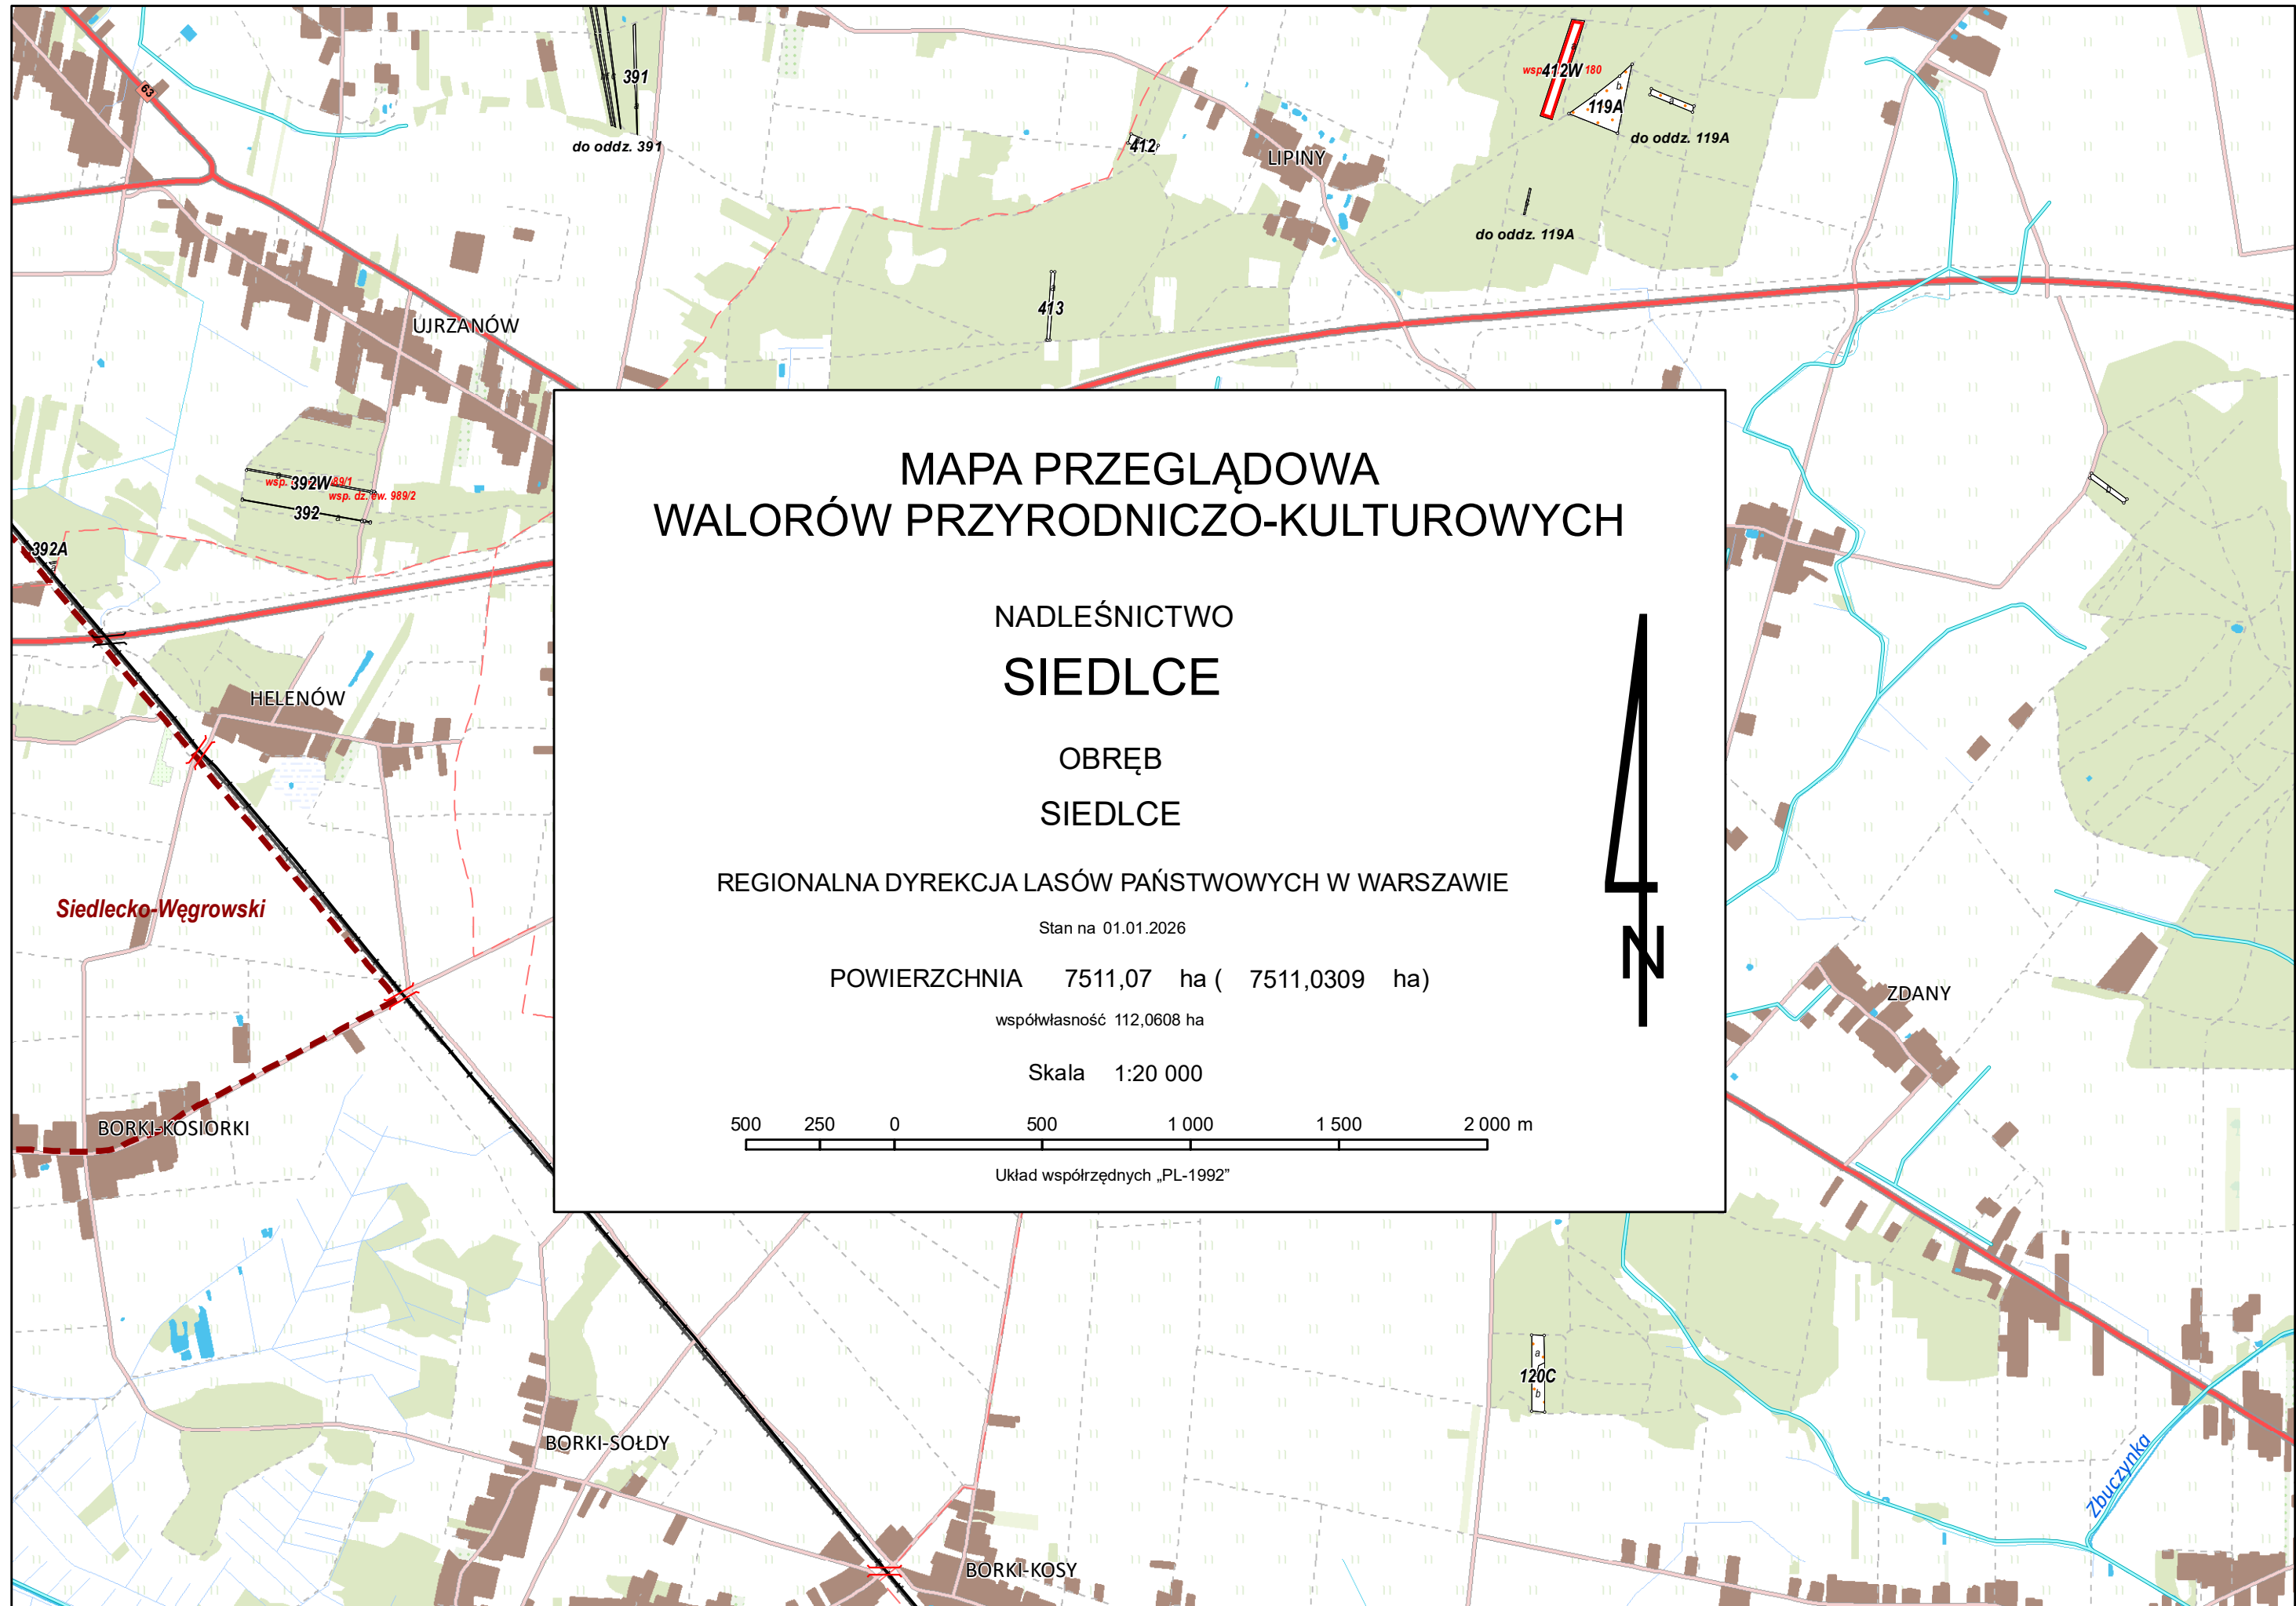 63
391
do oddz. 391
412
LIPINY
412W
180
119A
b
a
do oddz. 119A
do oddz. 119A
413
UJRZANÓW
392W
wsp. dz. ew. 989/2
392
392A
MAPA PRZEGLĄDOWA
WALORÓW PRZYRODNICZO-KULTUROWYCH
NADLEŚNICTWO
SIEDLCE
OBRĘB
SIEDLCE
REGIONALNA DYREKCJA LASÓW PAŃSTWOWYCH W WARSZAWIE
Stan na 01.01.2026
POWIERZCHNIA 7511,07 ha ( 7511,0309 ha)
współwłasność 112,0608 ha
Skala 1:20 000
500 250 0 500 1 000 1 500 2 000 m
Układ współrzędnych „PL-1992”
N
HELENÓW
Siedlecko-Węgrowski
ZDANY
BORKI-KOSIORKI
a
120C
b
BORKI-SOŁDY
Zbuczynka
BORKI-KOSY